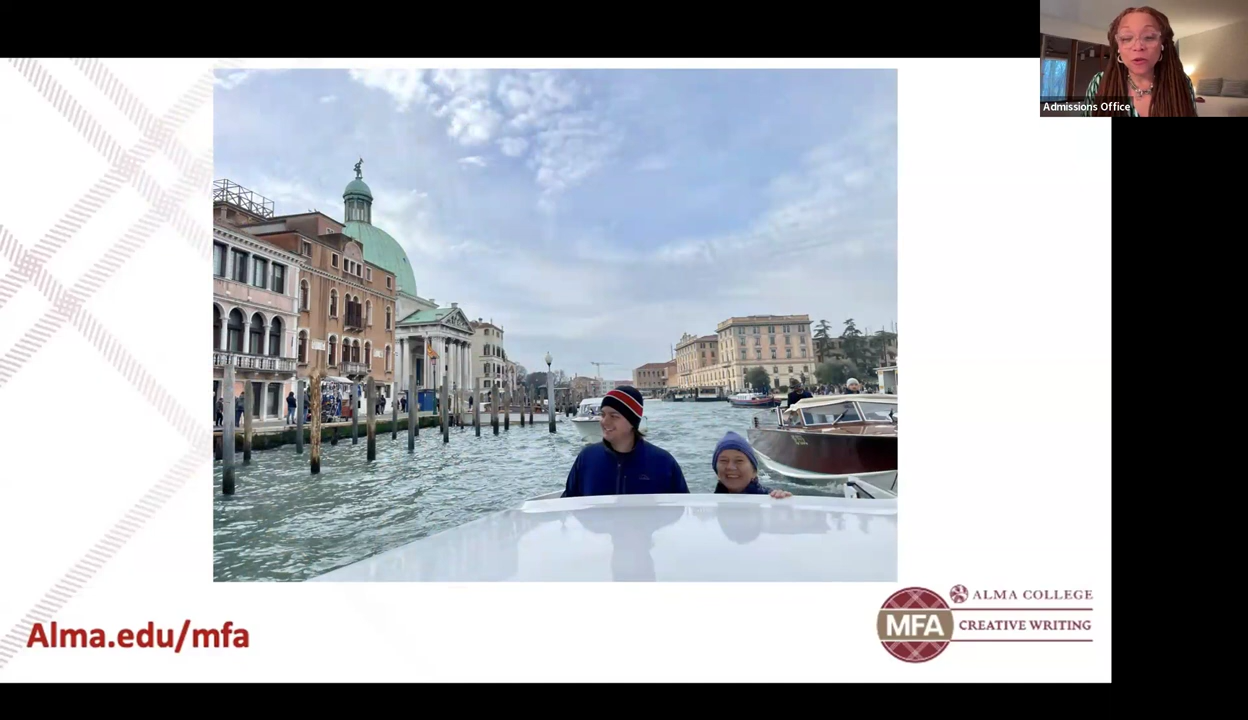 Admissions Office
Alma.edu/mfa
MFA
ALMA COLLEGE
CREATIVE WRITING